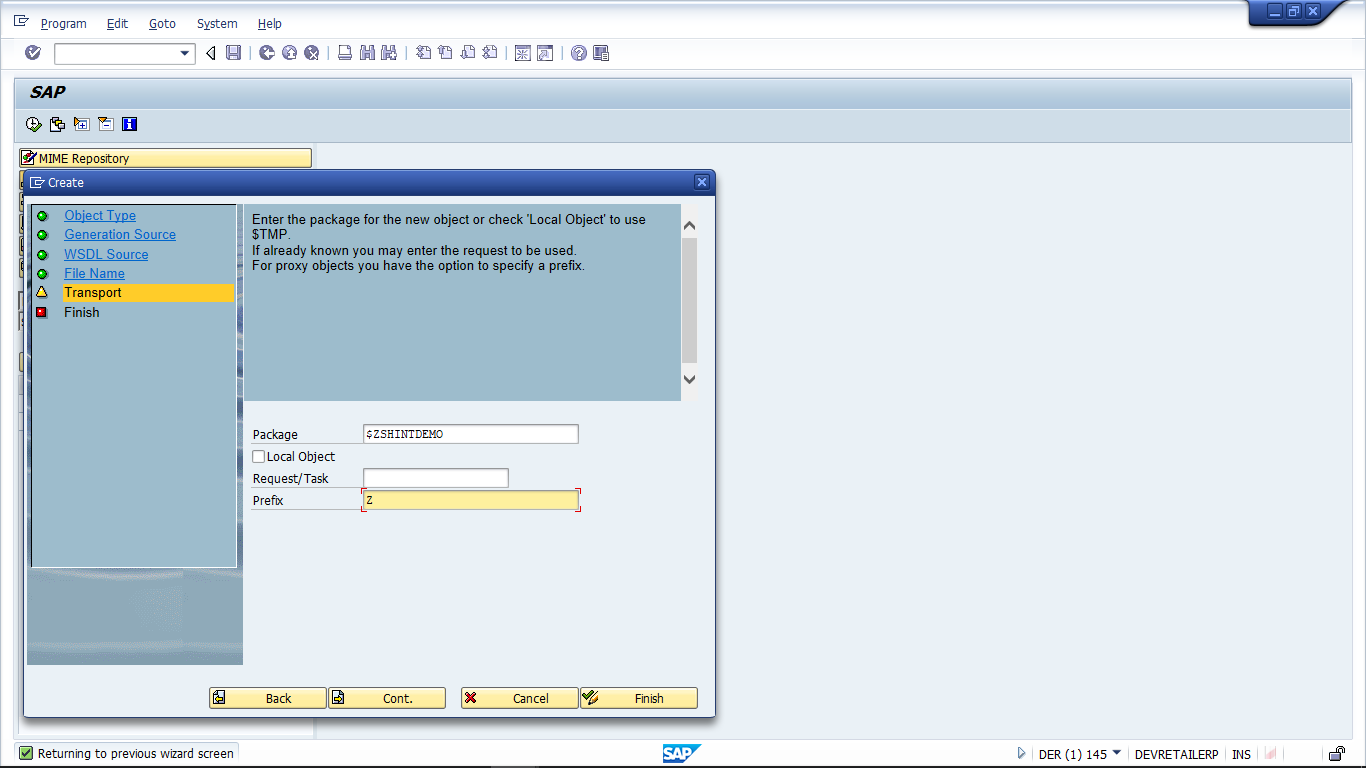 Program Edit Goto System Help
SAP
MIME Repository
Create
Object Type
Generation Source
WSDL Source
File Name
Transport
Finish
Enter the package for the new object or check 'Local Object' to use
$TMP.
If already known you may enter the request to be used.
For proxy objects you have the option to specify a prefix.
Package $ZSHINTDEMO
Local Object
Request/Task
Prefix Z
Back Cont. Cancel Finish
Returning to previous wizard screen SAP DER (1) 145 DEVRETAILERP INS